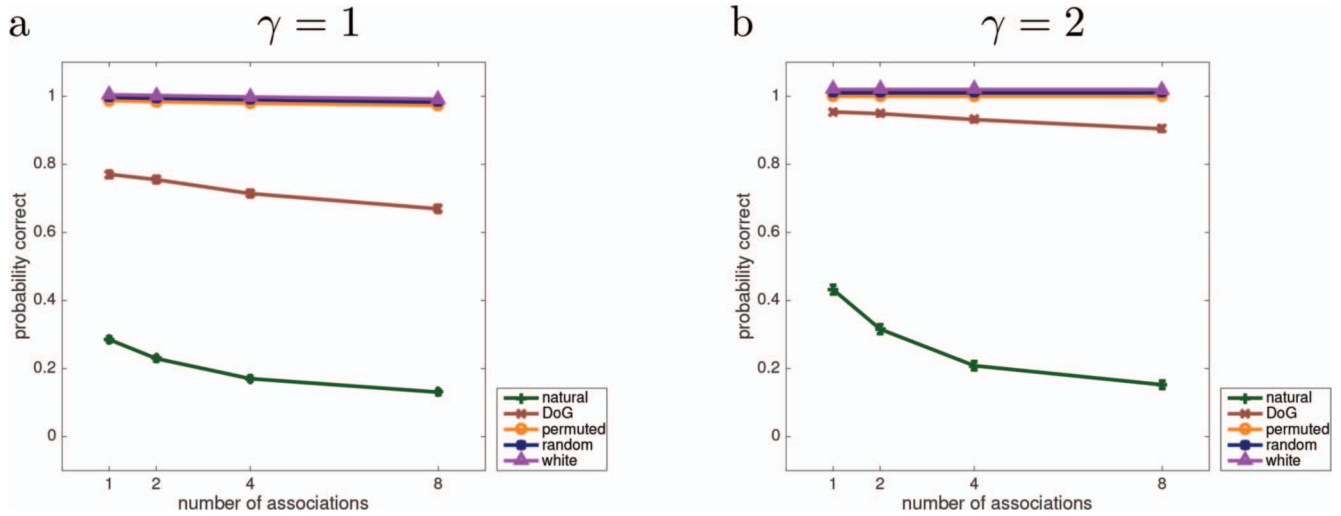 a
γ = 1
probability correct
1
0.8
0.6
0.4
0.2
0
1 2 4 8
number of associations
natural
DoG
permuted
random
white
b
γ = 2
probability correct
1
0.8
0.6
0.4
0.2
0
1 2 4 8
number of associations
natural
DoG
permuted
random
white